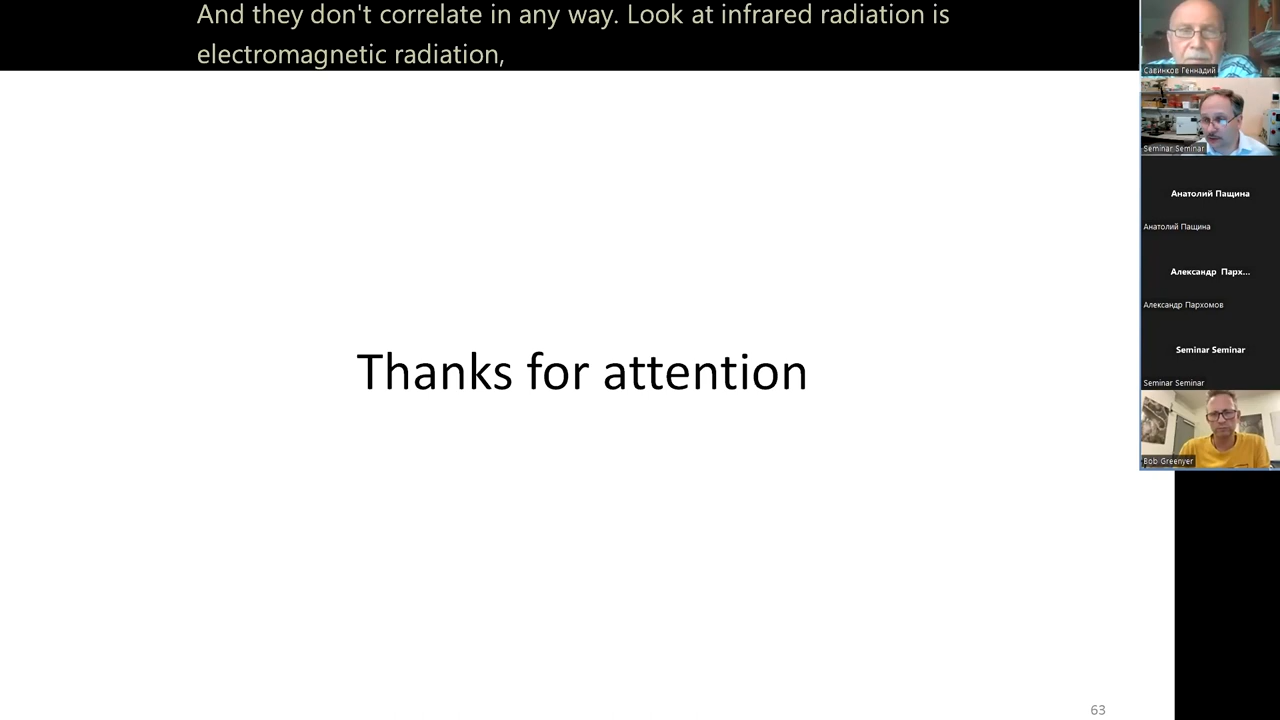 And they don't correlate in any way. Look at infrared radiation is
electromagnetic radiation,
Савинков Геннадий
Seminar Seminar
Анатолий Пащина
Анатолий Пащина
Александр Парх...
Александр Пархомов
Seminar Seminar
Seminar Seminar
Bob Greenyer
Thanks for attention
63